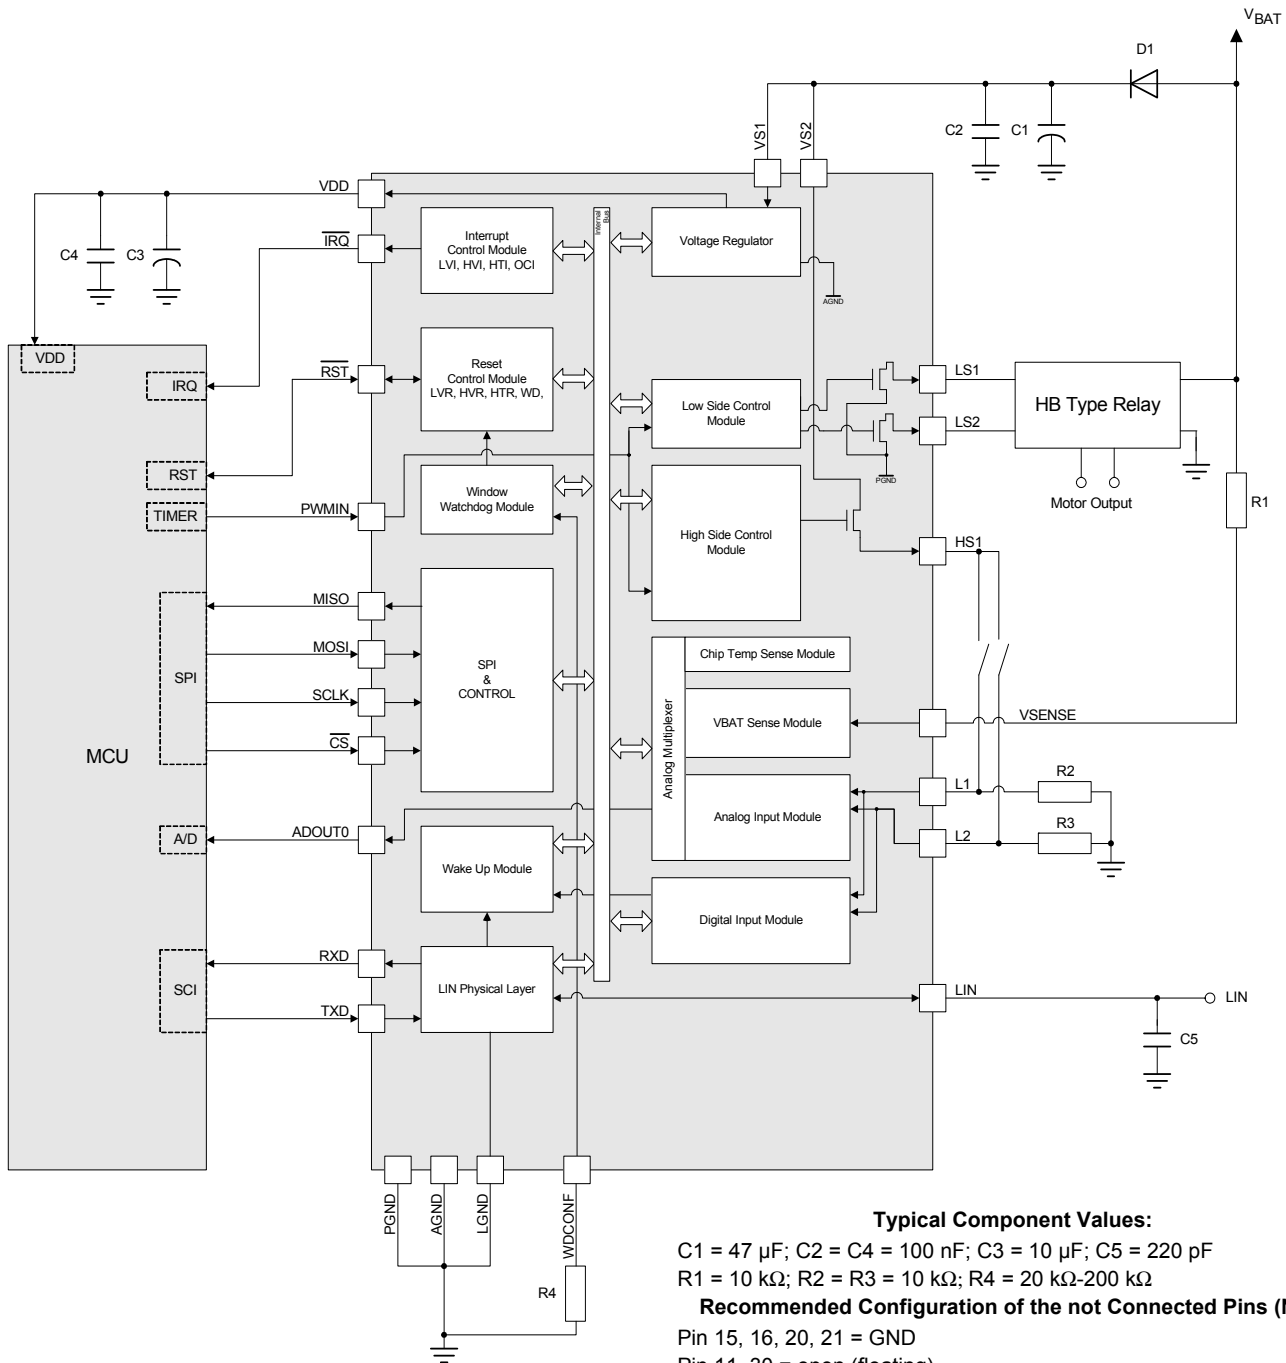 VBAT
D1
C2
C1
VS1
VS2
VDD
IRQ
C4
C3
Interrupt
Control Module
LVI, HVI, HTI, OCI
Internal
Bus
Voltage Regulator
AGND
VDD
IRQ
RST
Reset
Control Module
LVR, HVR, HTR, WD,
Low Side Control
Module
LS1
LS2
HB Type Relay
PGND
Motor Output
R1
RST
TIMER
PWMIN
Window
Watchdog Module
High Side Control
Module
HS1
MISO
MOSI
SCLK
CS
SPI
SPI
&
CONTROL
MCU
Analog Multiplexer
Chip Temp Sense Module
VBAT Sense Module
VSENSE
Analog Input Module
L1
R2
L2
R3
A/D
ADOUT0
Wake Up Module
Digital Input Module
SCI
RXD
TXD
LIN Physical Layer
LIN
LIN
C5
PGND
AGND
LGND
WDCONF
R4
Typical Component Values:
C1 = 47 µF; C2 = C4 = 100 nF; C3 = 10 µF; C5 = 220 pF
R1 = 10 kΩ; R2 = R3 = 10 kΩ; R4 = 20 kΩ-200 kΩ
Recommended Configuration of the not Connected Pins (
Pin 15, 16, 20, 21 = GND
Pin 11, 30 = open (floating)